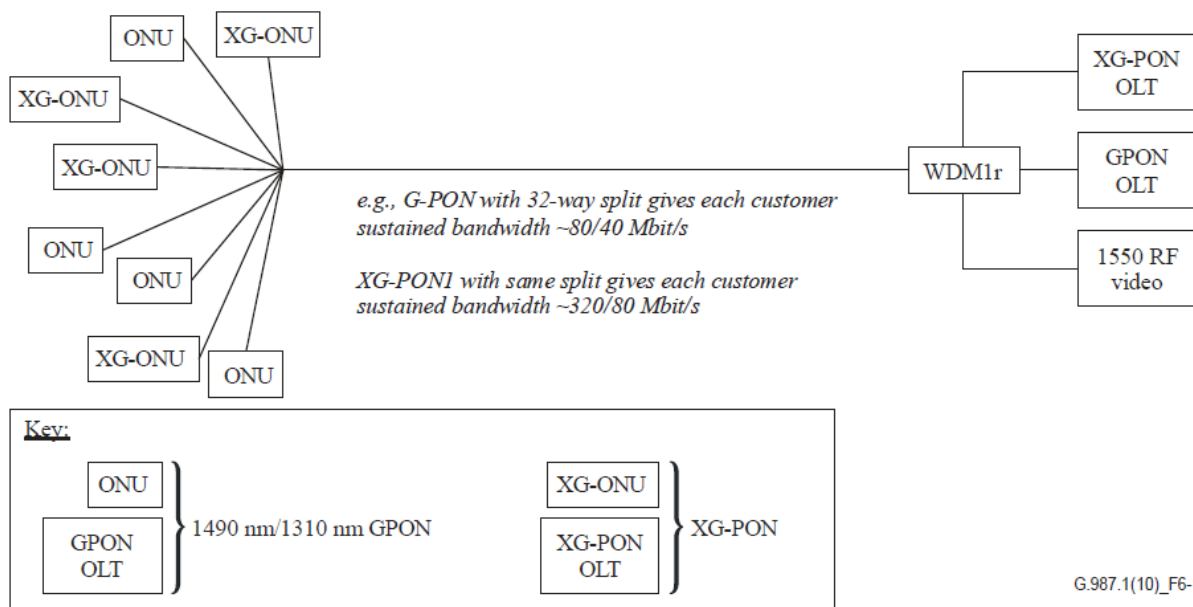 ONU
XG-ONU
XG-ONU
XG-ONU
ONU
ONU
XG-ONU
ONU
e.g., G-PON with 32-way split gives each customer
sustained bandwidth ~80/40 Mbit/s
XG-PON1 with same split gives each customer
sustained bandwidth ~320/80 Mbit/s
WDM1r
XG-PON
OLT
GPON
OLT
1550 RF
video
Key:
ONU
GPON
OLT
1490 nm/1310 nm GPON
XG-ONU
XG-PON
OLT
XG-PON
G.987.1(10)_F6-